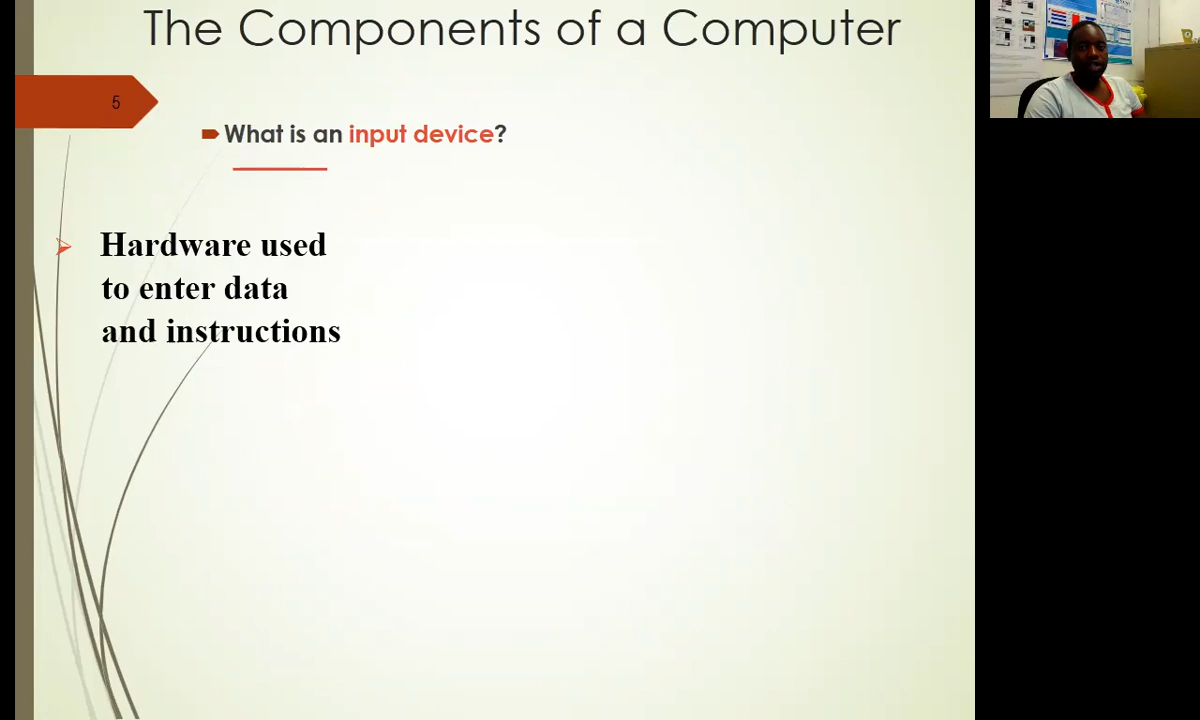 The Components of a Computer
5
What is an input device?
Hardware used
to enter data
and instructions